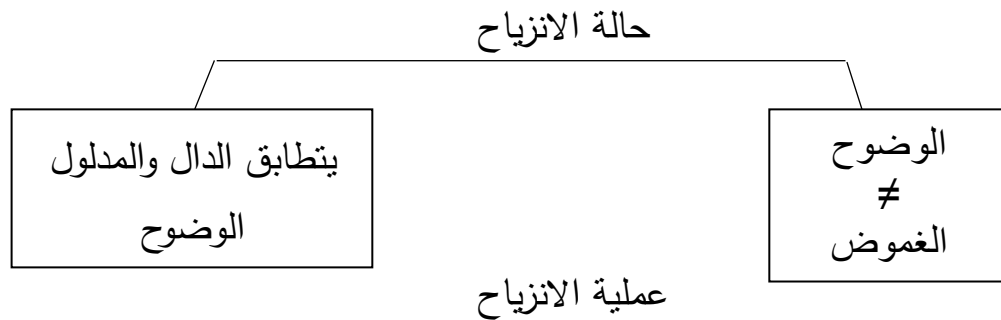 حالة الانزياح
الوضوح
≠
الغموض
يتطابق الدال والمدلول
الوضوح
عملية الانزياح